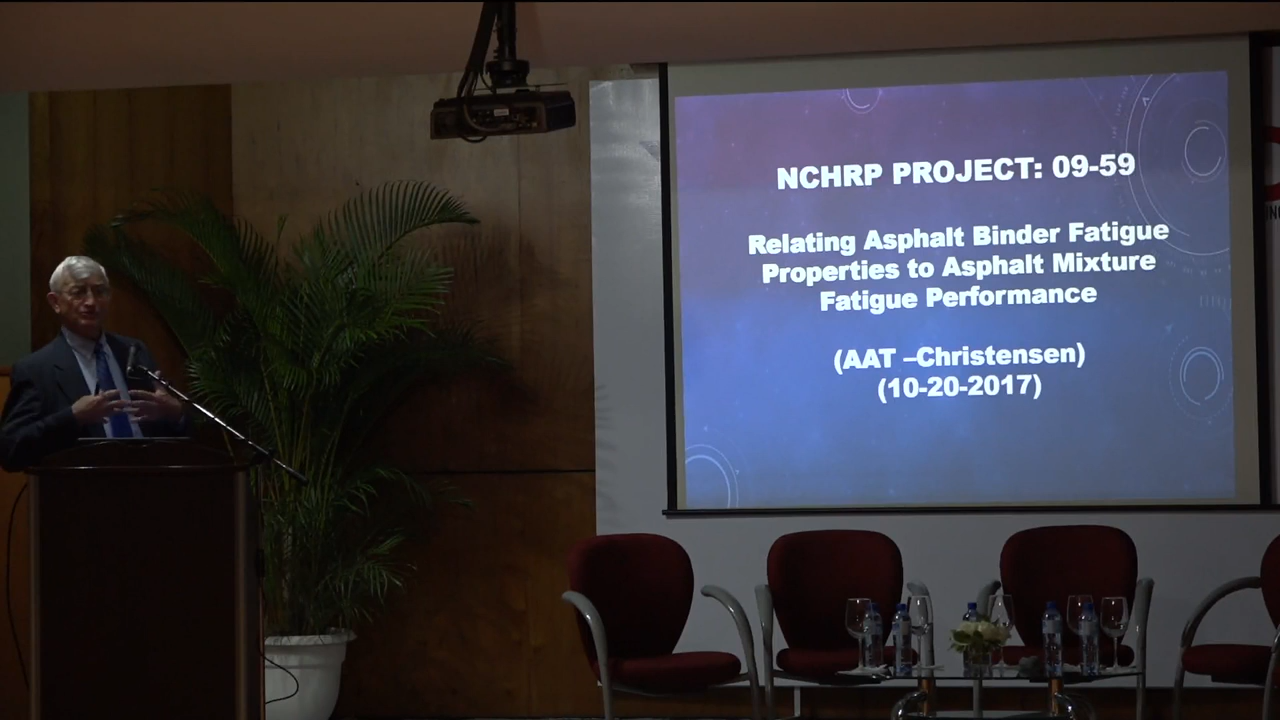 NCHRP PROJECT: 09-59
Relating Asphalt Binder Fatigue
Properties to Asphalt Mixture
Fatigue Performance
(AAT –Christensen)
(10-20-2017)